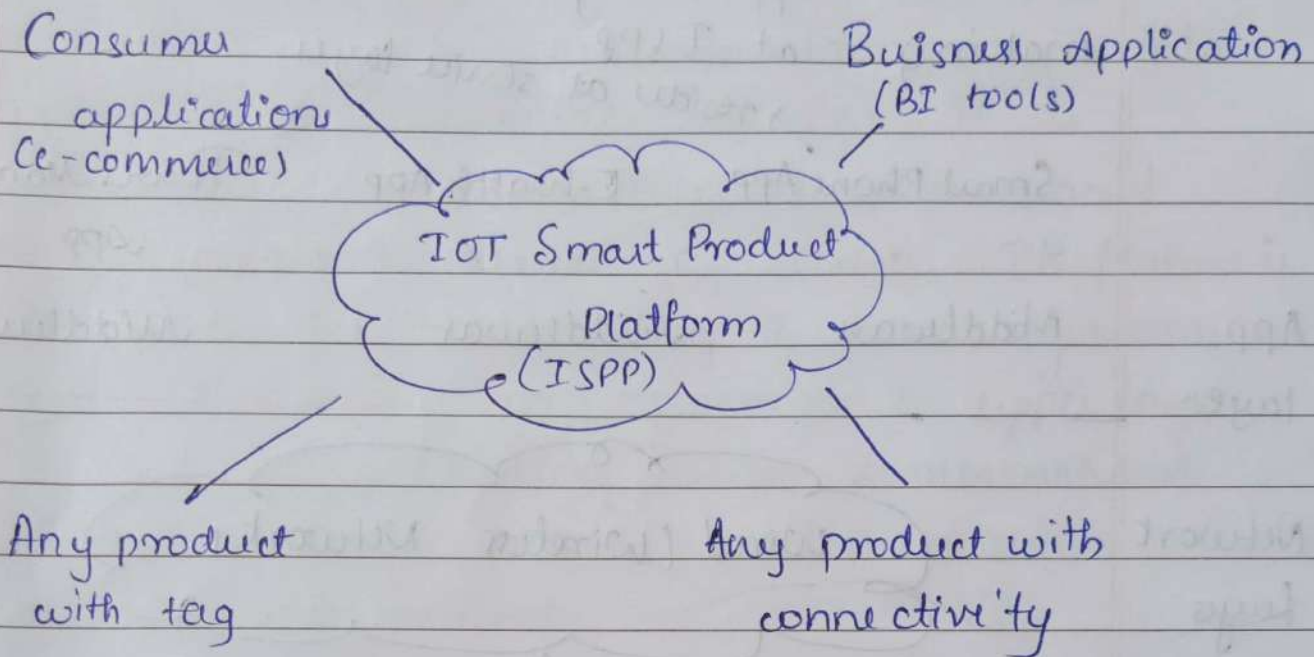 Consumer
application
(e-commerce)
Buisness Application
(BI tools)
IOT Smart Product
Platform
(ISPP)
Any product
with tag
Any product with
connectivity